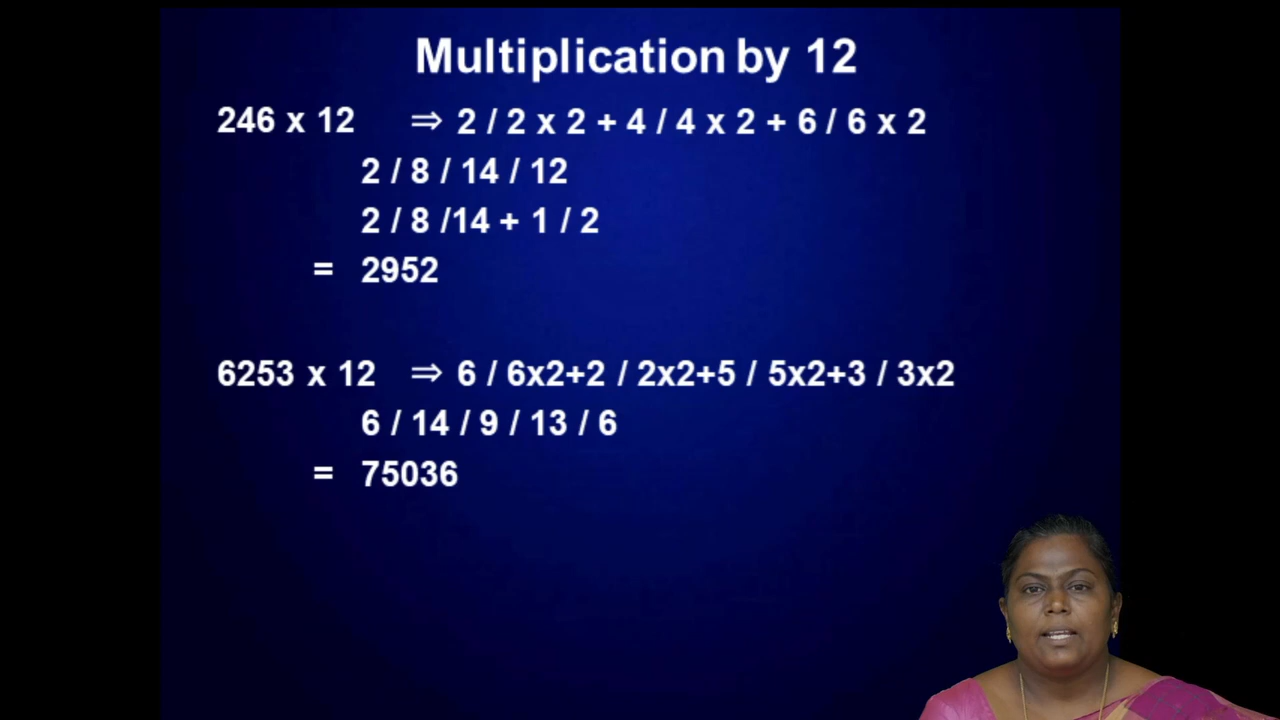 Multiplication by 12
246 x 12 ⇒ 2 / 2 x 2 + 4 / 4 x 2 + 6 / 6 x 2
2 / 8 / 14 / 12
2 / 8 /14 + 1 / 2
= 2952
6253 x 12 ⇒ 6 / 6x2+2 / 2x2+5 / 5x2+3 / 3x2
6 / 14 / 9 / 13 / 6
= 75036